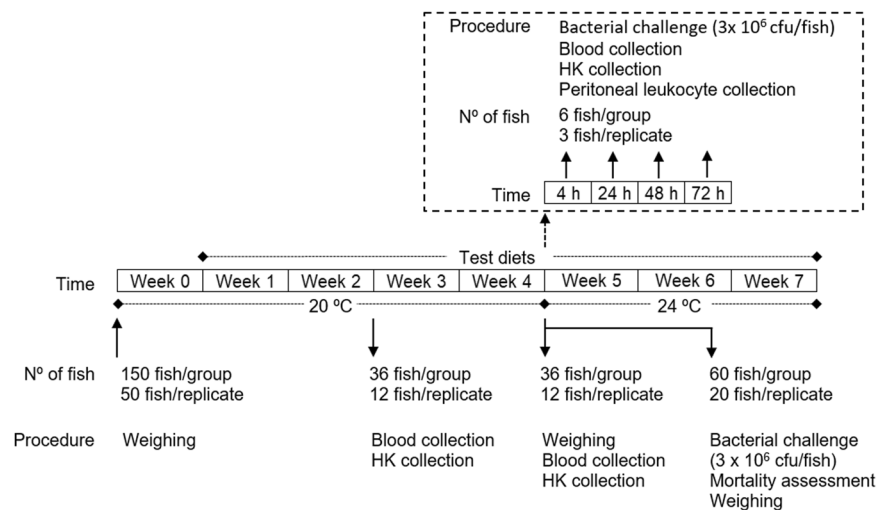 Procedure Bacterial challenge (3x 10⁶ cfu/fish)
Blood collection
HK collection
Peritoneal leukocyte collection
Nº of fish 6 fish/group
3 fish/replicate
Time 4 h 24 h 48 h 72 h
Test diets
Time Week 0 Week 1 Week 2 Week 3 Week 4 Week 5 Week 6 Week 7
20 ºC 24 ºC
Nº of fish 150 fish/group 36 fish/group 36 fish/group 60 fish/group
50 fish/replicate 12 fish/replicate 12 fish/replicate 20 fish/replicate
Procedure Weighing Blood collection Weighing Bacterial challenge
HK collection Blood collection (3 x 10⁶ cfu/fish)
HK collection Mortality assessment
Weighing